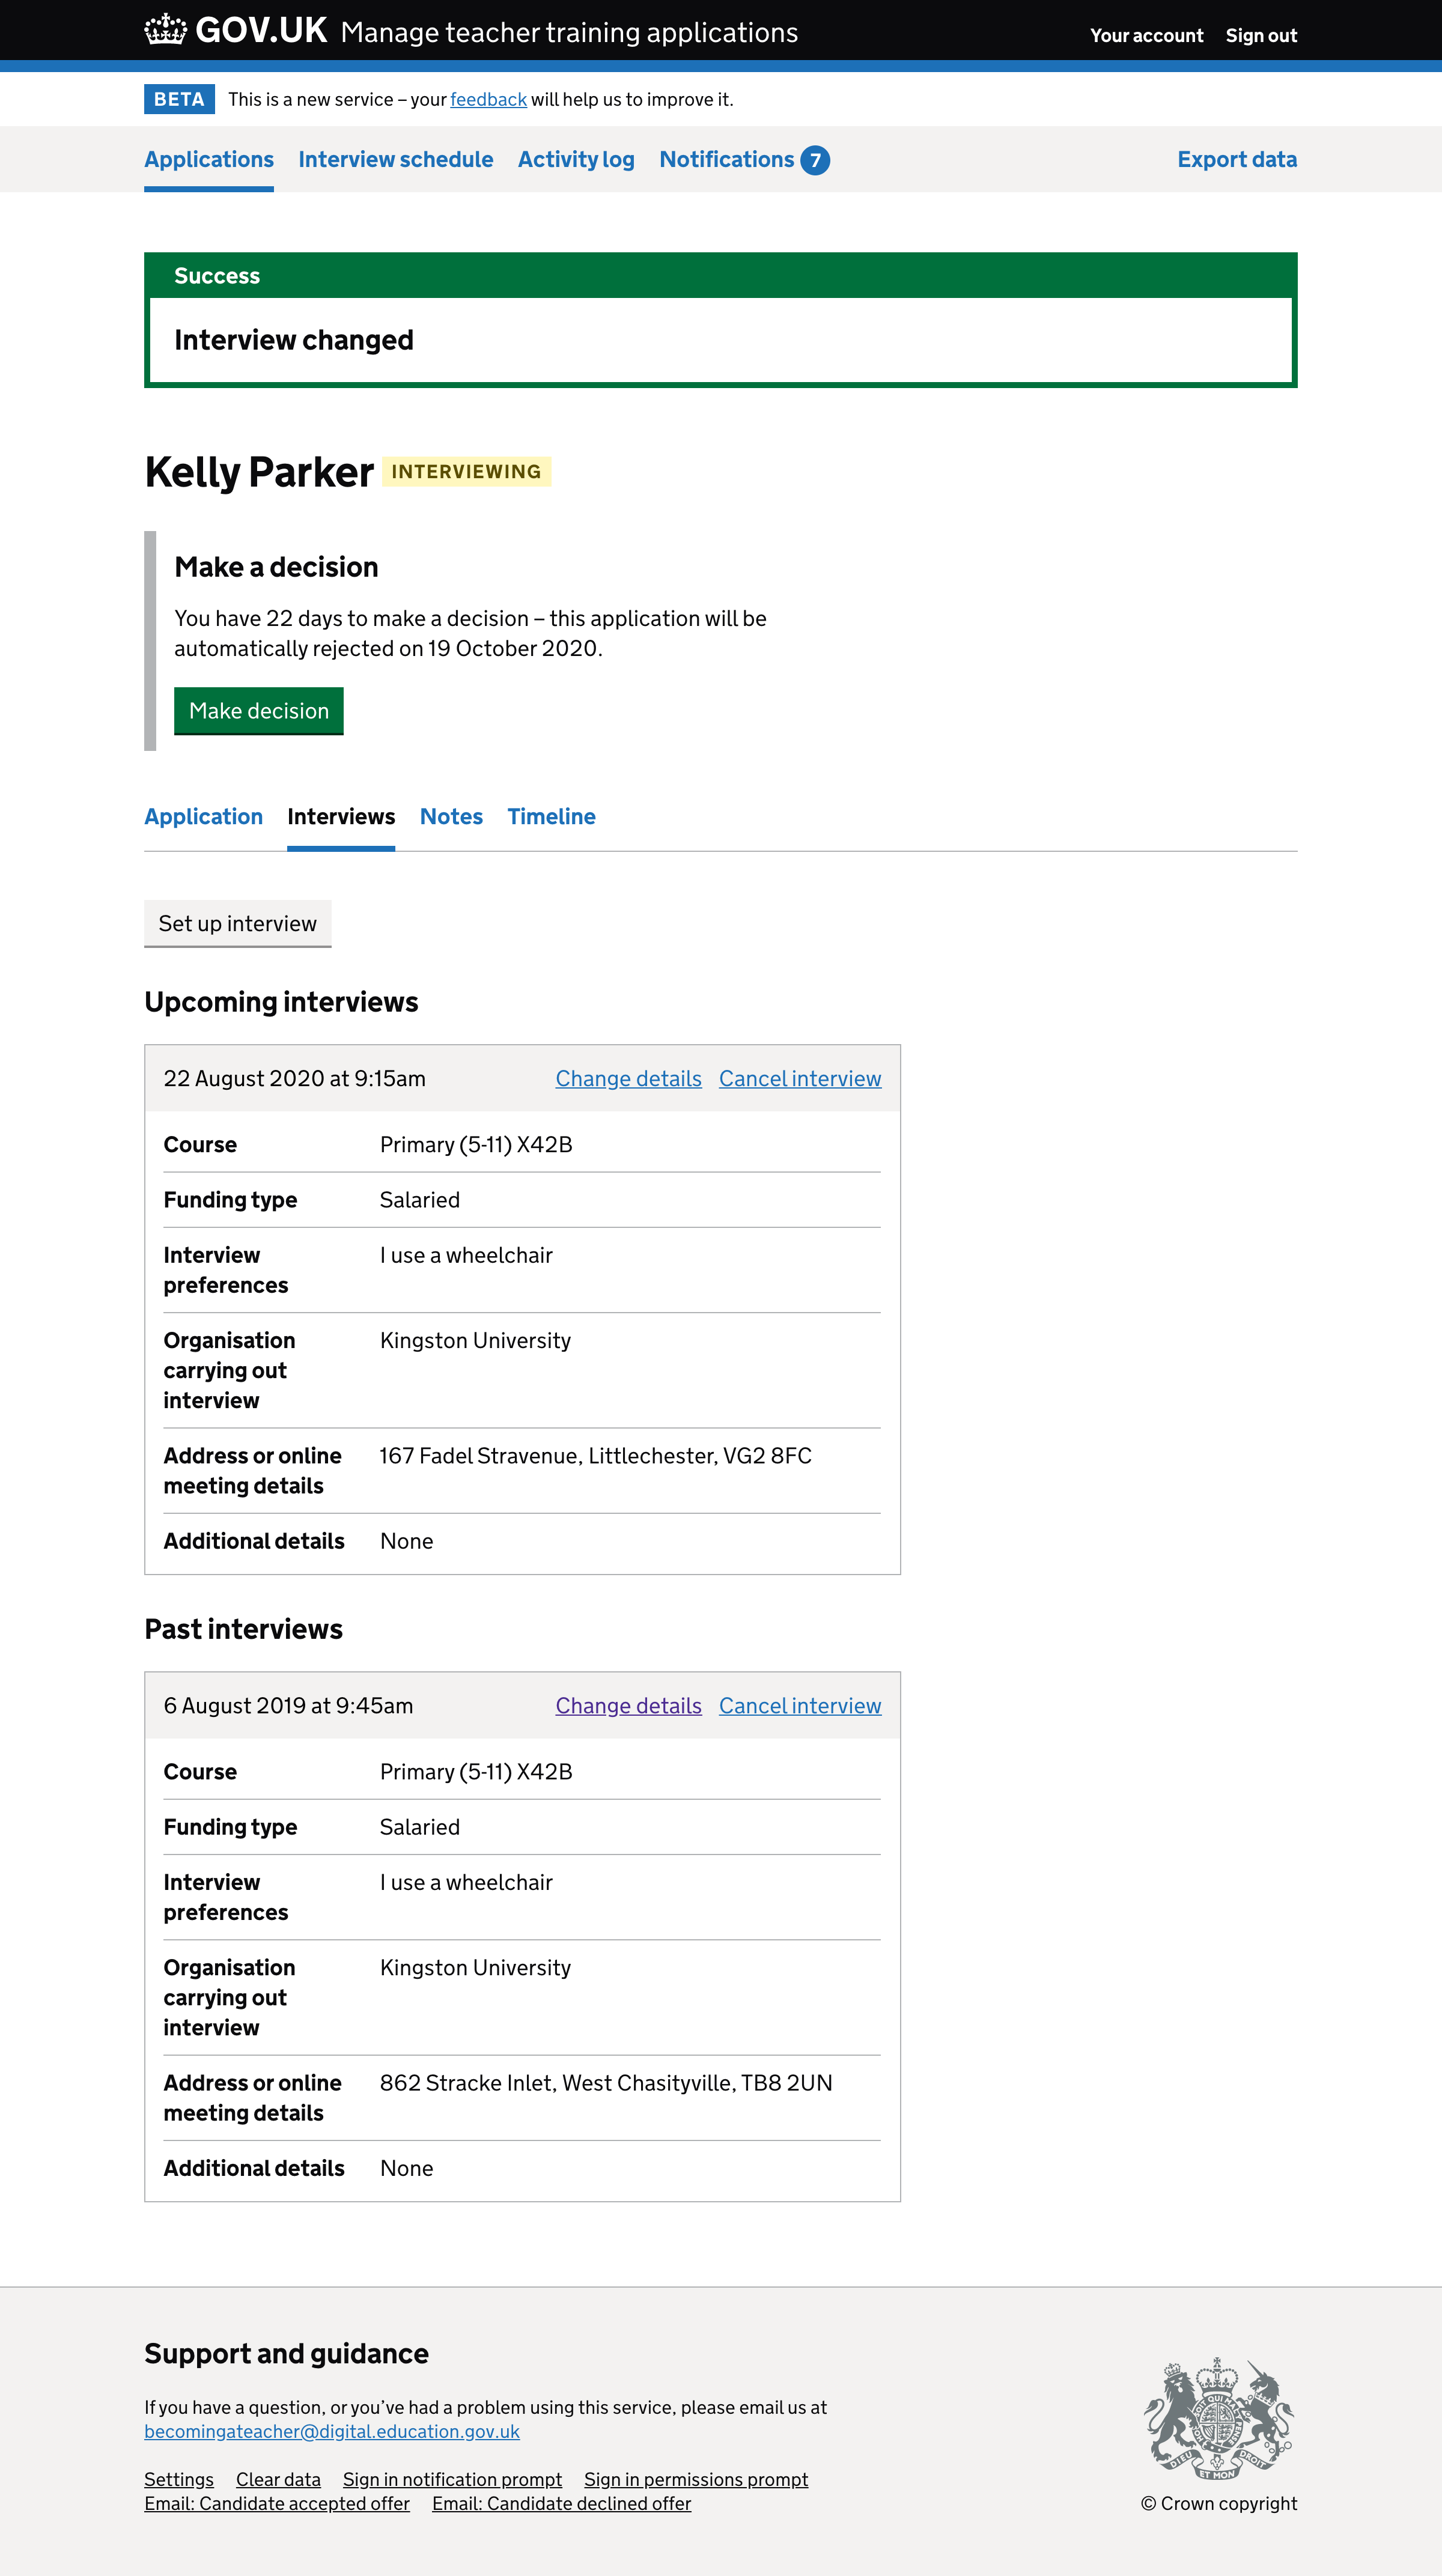 GOV.UK Manage teacher training applications Your account Sign out
BETA This is a new service – your feedback will help us to improve it.
Applications Interview schedule Activity log Notifications 7 Export data
Success
Interview changed
Kelly Parker INTERVIEWING
Make a decision
You have 22 days to make a decision – this application will be
automatically rejected on 19 October 2020.
Make decision
Application Interviews Notes Timeline
Set up interview
Upcoming interviews
22 August 2020 at 9:15am Change details Cancel interview
Course Primary (5-11) X42B
Funding type Salaried
Interview I use a wheelchair
preferences
Organisation Kingston University
carrying out
interview
Address or online 167 Fadel Stravenue, Littlechester, VG2 8FC
meeting details
Additional details None
Past interviews
6 August 2019 at 9:45am Change details Cancel interview
Course Primary (5-11) X42B
Funding type Salaried
Interview I use a wheelchair
preferences
Organisation Kingston University
carrying out
interview
Address or online 862 Stracke Inlet, West Chasityville, TB8 2UN
meeting details
Additional details None
Support and guidance
If you have a question, or you’ve had a problem using this service, please email us at
becomingateacher@digital.education.gov.uk
Settings Clear data Sign in notification prompt Sign in permissions prompt
Email: Candidate accepted offer Email: Candidate declined offer
DIEU ET MON DROIT
© Crown copyright